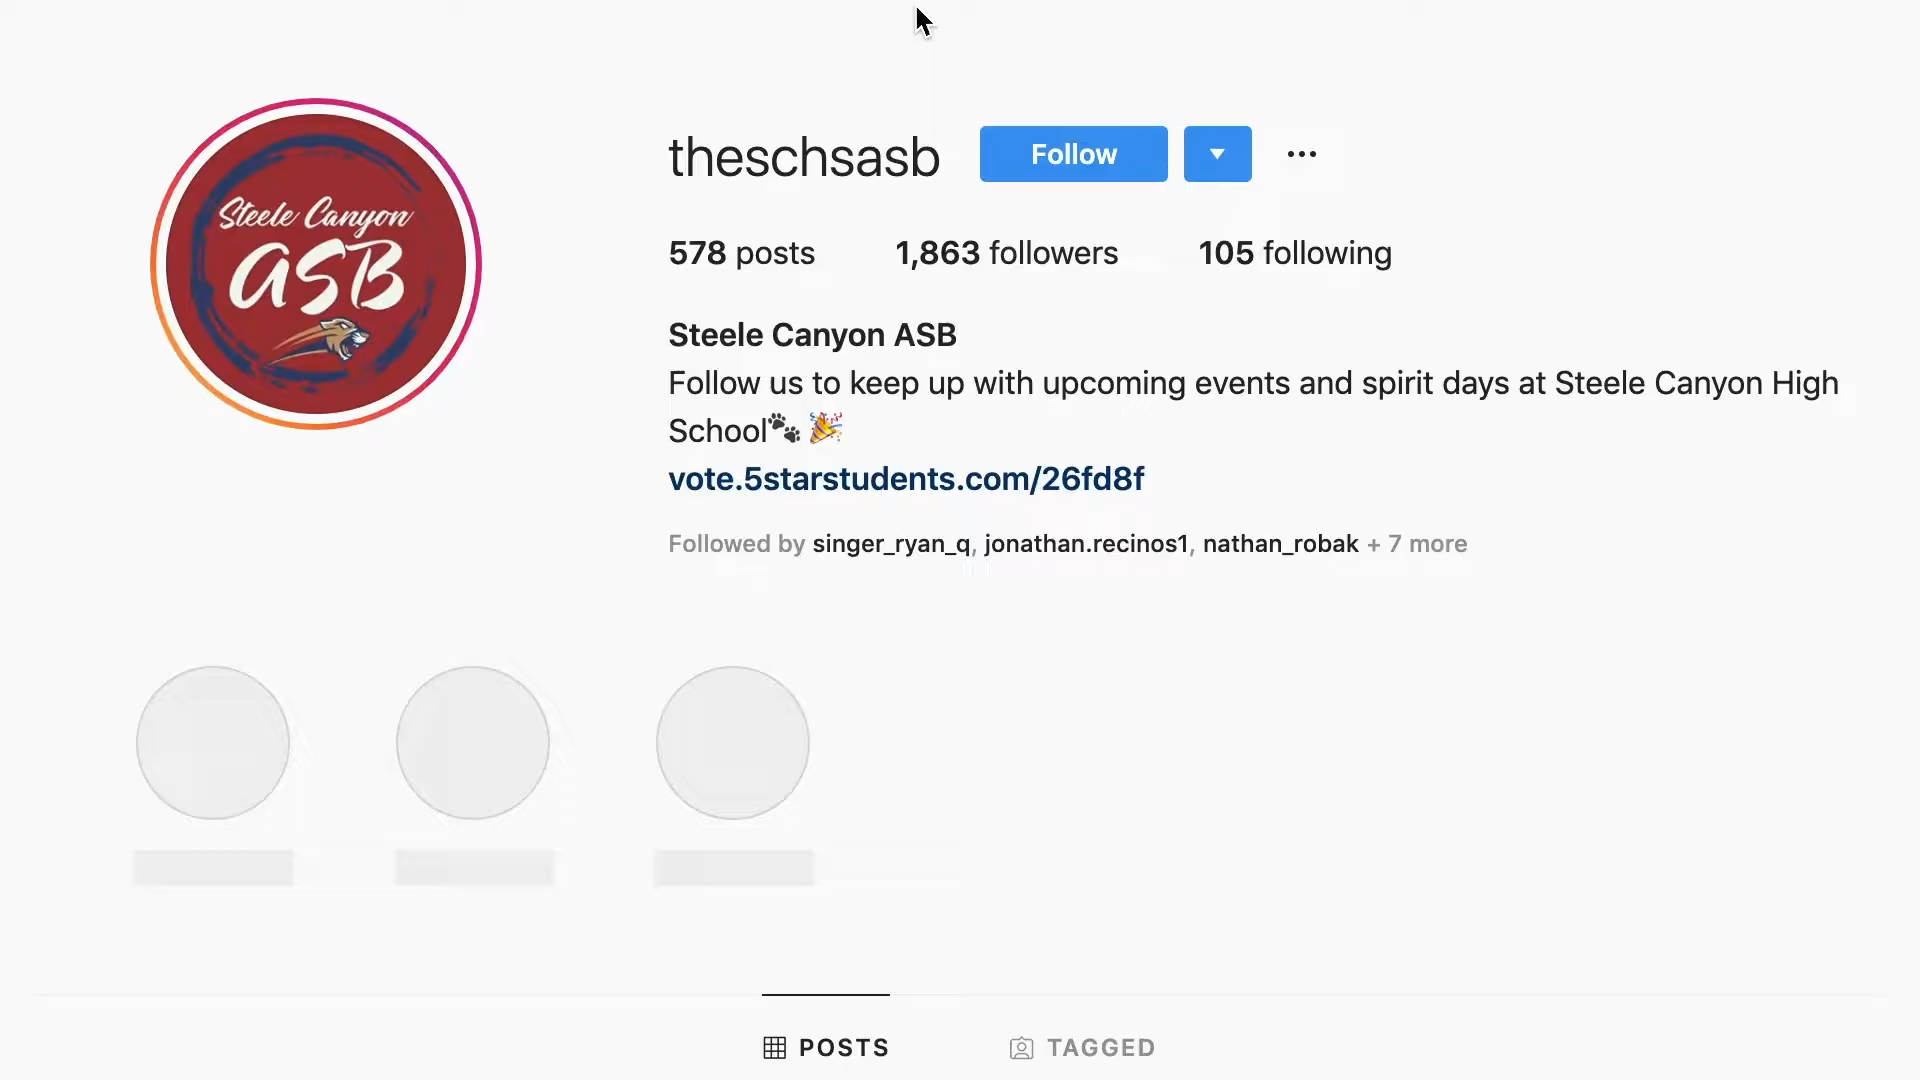 Steele Canyon
ASB
theschsasb
Follow
578 posts
1,863 followers
105 following
Steele Canyon ASB
Follow us to keep up with upcoming events and spirit days at Steele Canyon High
School🐾 🎉
vote.5starstudents.com/26fd8f
Followed by singer_ryan_q, jonathan.recinos1, nathan_robak + 7 more
POSTS
TAGGED